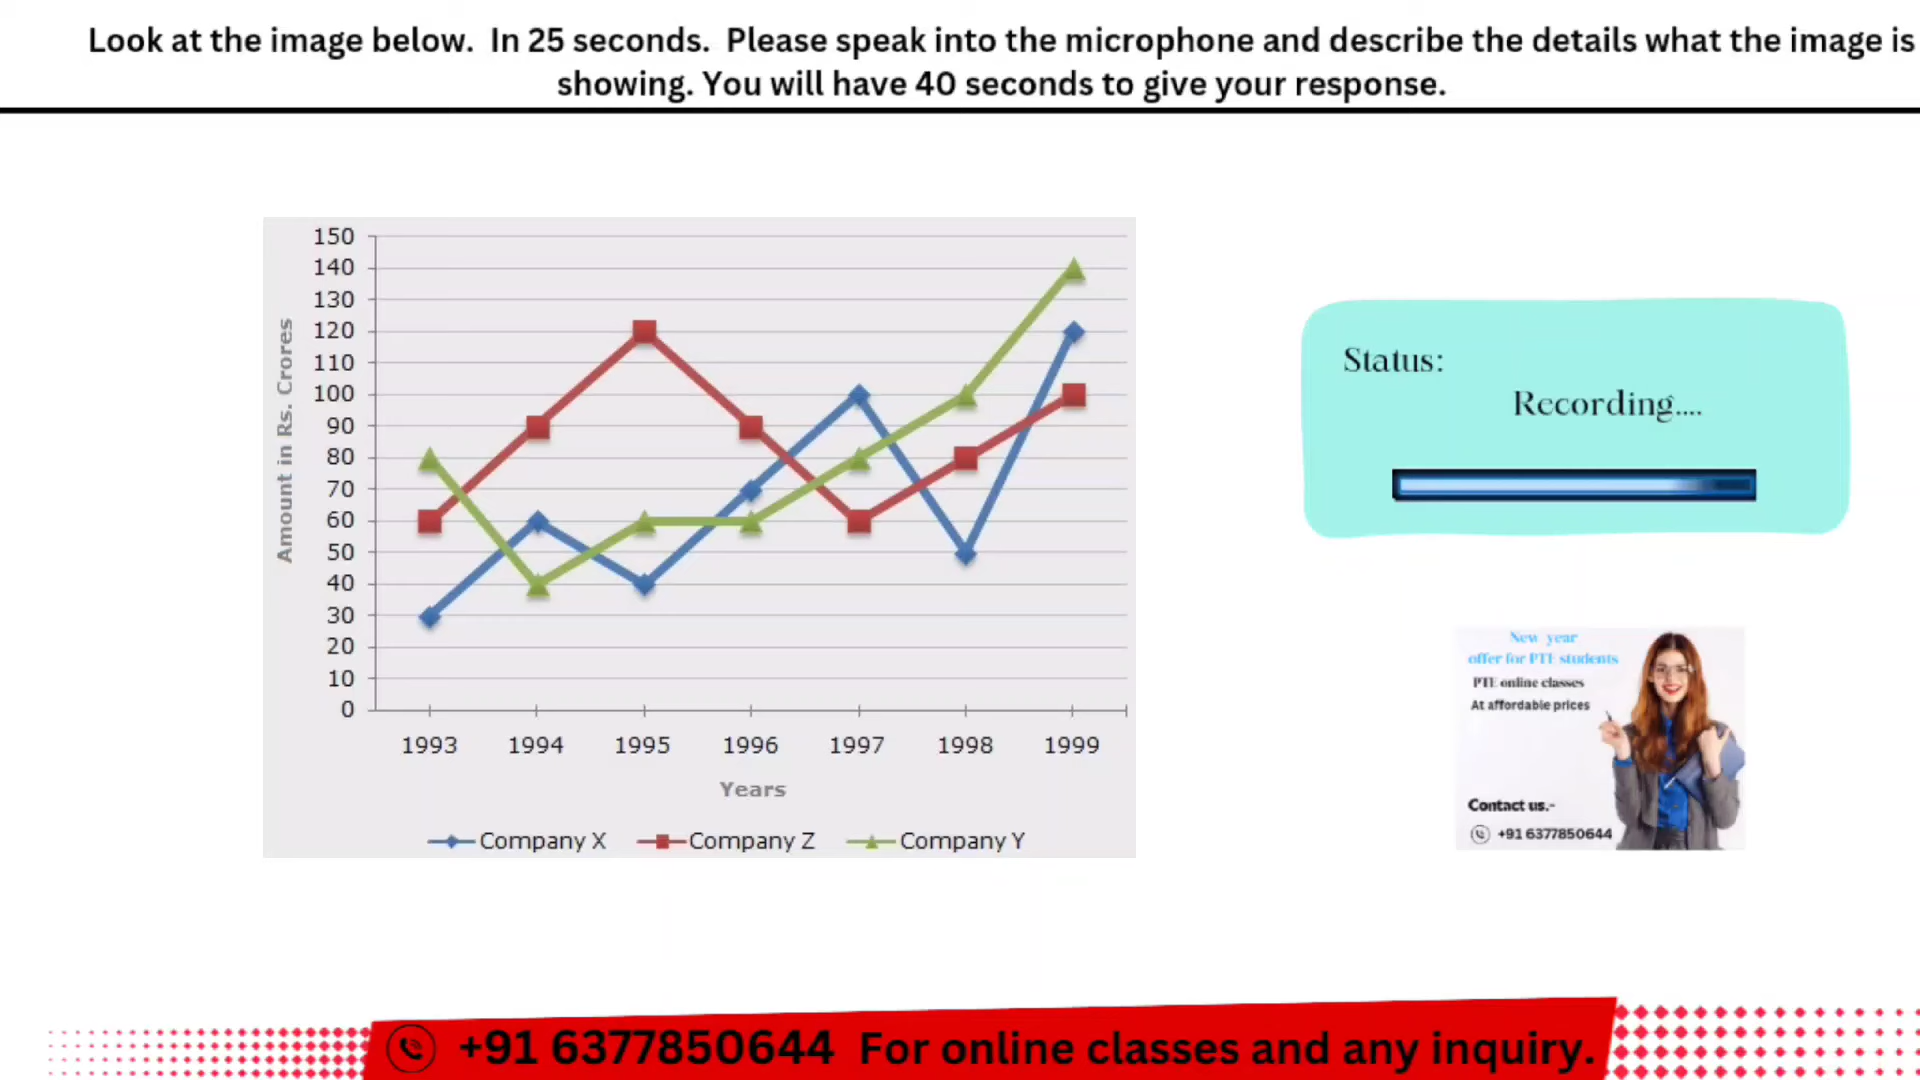 Look at the image below. In 25 seconds. Please speak into the microphone and describe the details what the image is
showing. You will have 40 seconds to give your response.
150
140
130
120
110
100
90
80
70
60
50
40
30
20
10
0
Amount in Rs. Crores
1993 1994 1995 1996 1997 1998 1999
Years
Company X Company Z Company Y
Status:
Recording....
New year
offer for PTE students
PTE online classes
At affordable prices
Contact us.-
+91 6377850644
+91 6377850644 For online classes and any inquiry.